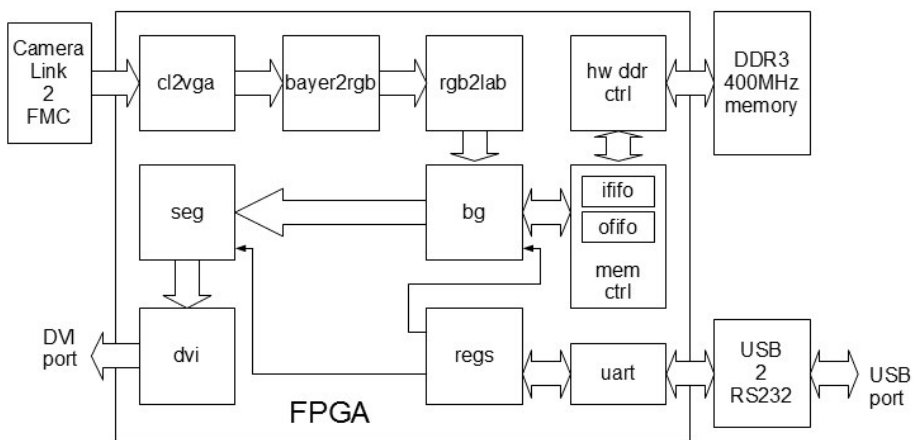 Camera
Link
2
FMC
cl2vga
bayer2rgb
rgb2lab
hw ddr
ctrl
DDR3
400MHz
memory
seg
bg
ififo
ofifo
mem
ctrl
DVI
port
dvi
regs
uart
USB
2
RS232
USB
port
FPGA